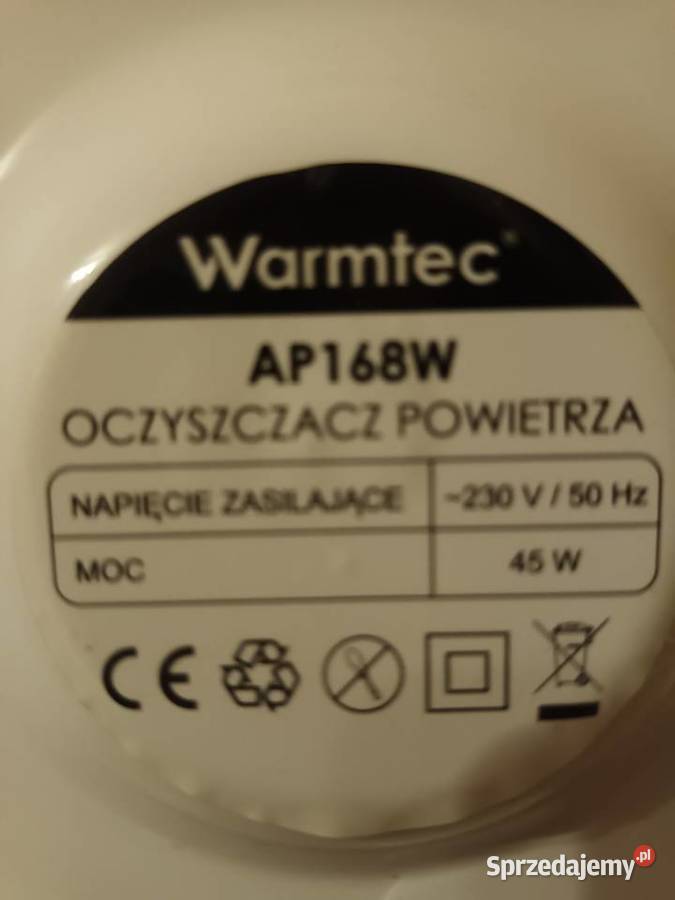 Warmtec®
AP168W
OCZYSZCZACZ POWIETRZA
NAPIĘCIE ZASILAJĄCE ~230 V / 50 Hz
MOC 45 W
CE
Sprzedajemy.pl